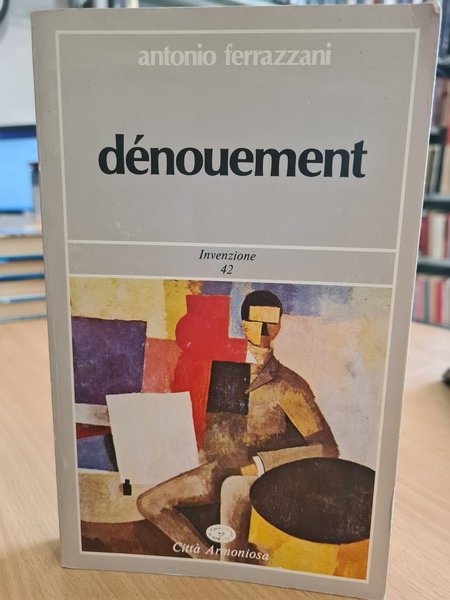 antonio ferrazzani
dénouement
Invenzione
42
Città Armoniosa